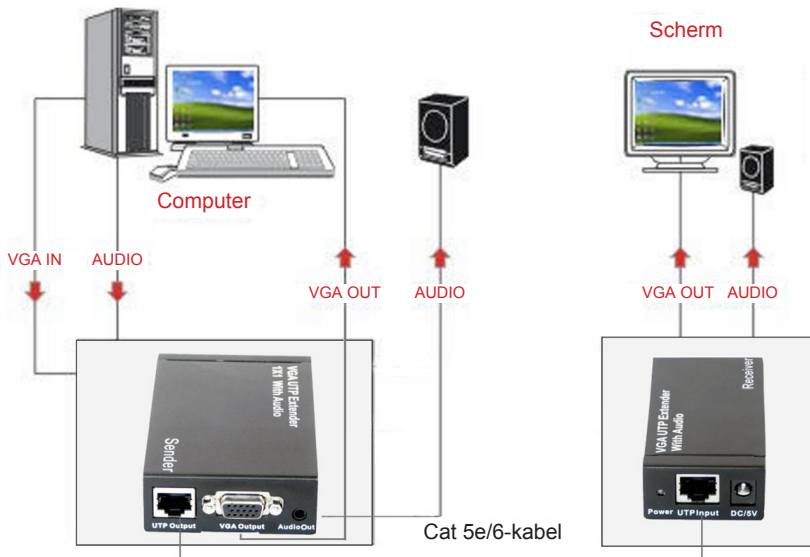 Scherm
Computer
VGA IN
AUDIO
VGA OUT
AUDIO
VGA OUT
AUDIO
VGA UTP Extender
1X1 With Audio
Sender
UTP Output
VGA Output
AudioOut
Cat 5e/6-kabel
Receiver
VGA UTP Extender
With Audio
Power
UTP Input
DC/5V